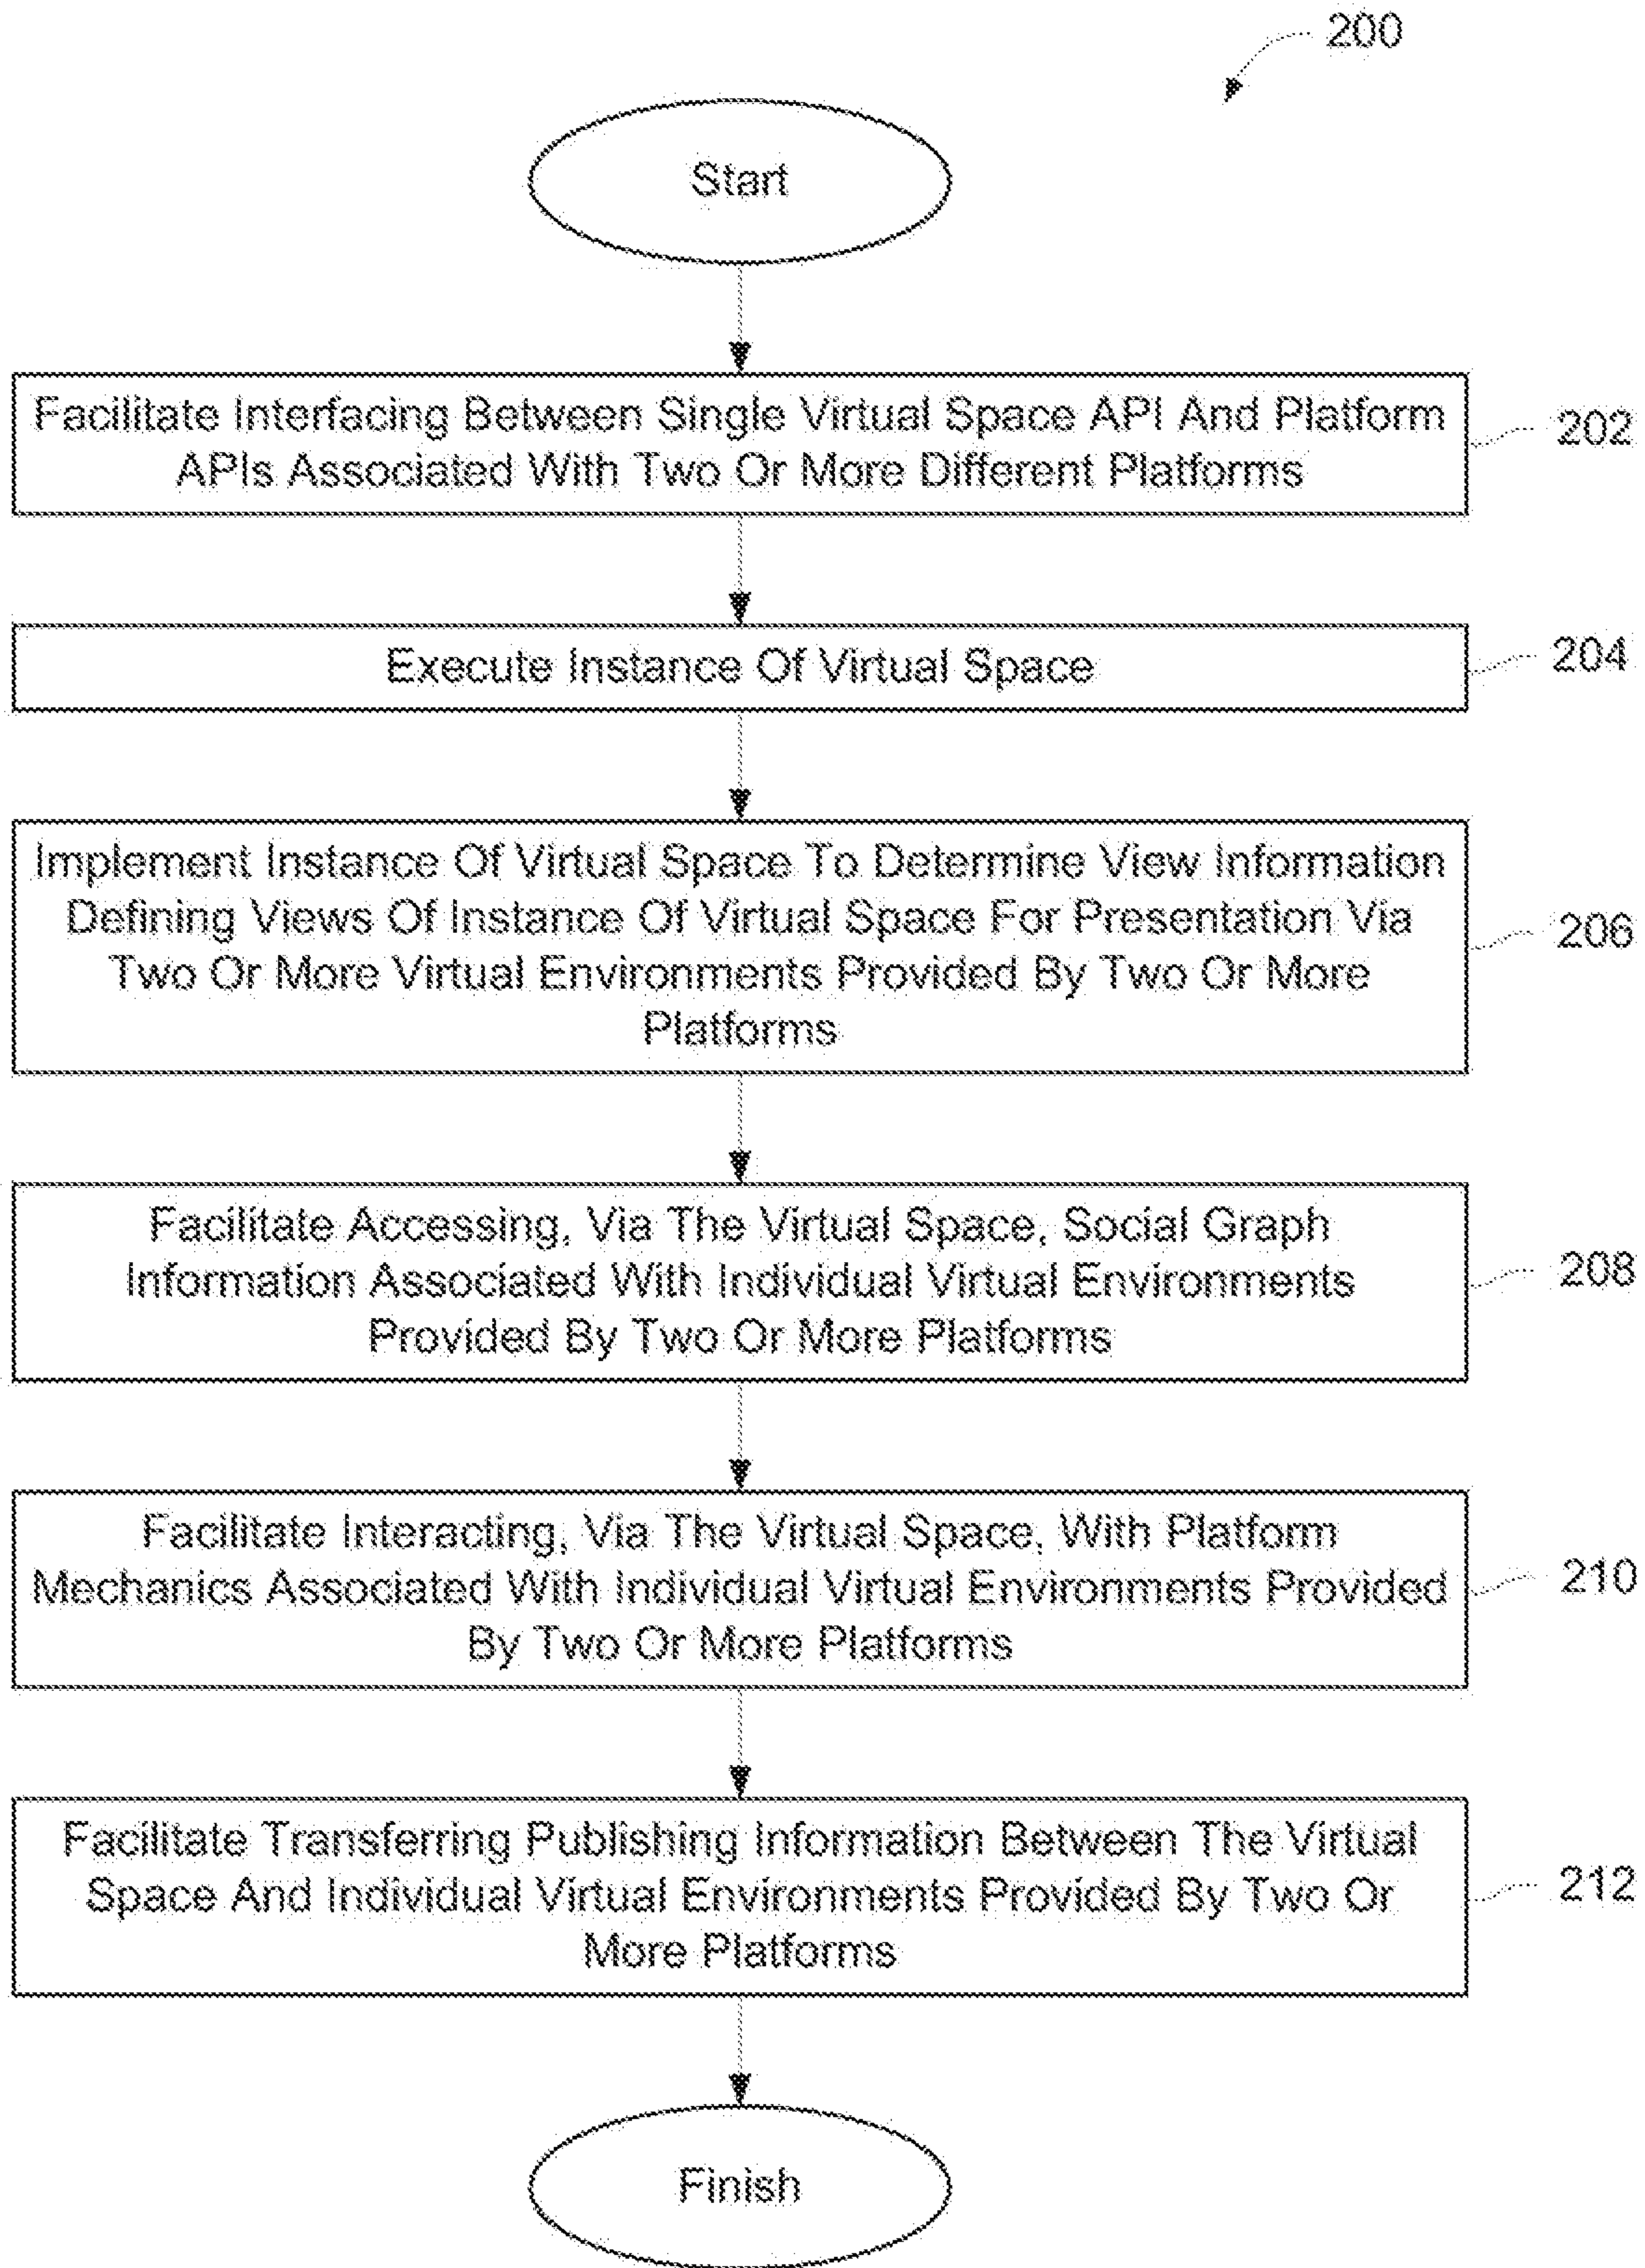 200
Start
Facilitate Interfacing Between Single Virtual Space API And Platform
APIs Associated With Two Or More Different Platforms
202
Execute Instance Of Virtual Space
204
Implement Instance Of Virtual Space To Determine View Information
Defining Views Of Instance Of Virtual Space For Presentation Via
Two Or More Virtual Environments Provided By Two Or More
Platforms
206
Facilitate Accessing, Via The Virtual Space, Social Graph
Information Associated With Individual Virtual Environments
Provided By Two Or More Platforms
208
Facilitate Interacting, Via The Virtual Space, With Platform
Mechanics Associated With Individual Virtual Environments Provided
By Two Or More Platforms
210
Facilitate Transferring Publishing Information Between The Virtual
Space And Individual Virtual Environments Provided By Two Or
More Platforms
212
Finish